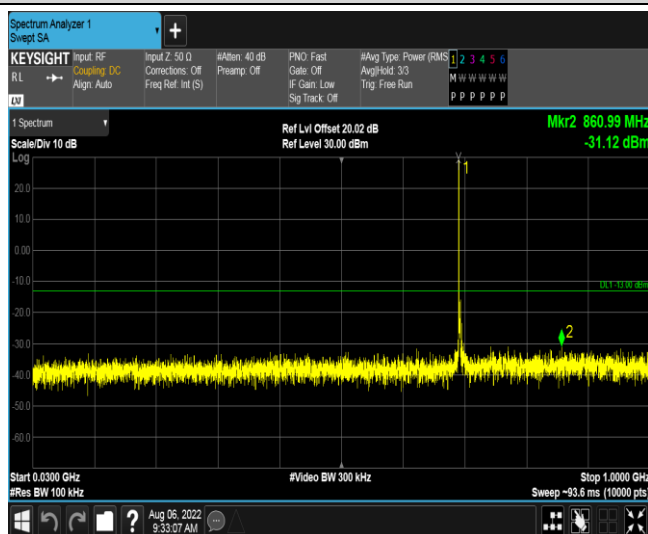 Spectrum Analyzer 1
Swept SA
+
KEYSIGHT
RL
LXI
Input: RF
Coupling: DC
Align: Auto
Input Z: 50 Ω
Corrections: Off
Freq Ref: Int (S)
#Atten: 40 dB
Preamp: Off
PNO: Fast
Gate: Off
IF Gain: Low
Sig Track: Off
#Avg Type: Power (RMS
Avg|Hold: 3/3
Trig: Free Run
1 2 3 4 5 6
M W W W W W
P P P P P P
1 Spectrum
Scale/Div 10 dB
Ref Lvl Offset 20.02 dB
Ref Level 30.00 dBm
Mkr2 860.99 MHz
-31.12 dBm
Log
1
20.0
10.0
0.00
-10.0
DL1 -13.00 dBm
-20.0
-30.0
2
-40.0
-50.0
-60.0
Start 0.0300 GHz
#Video BW 300 kHz
Stop 1.0000 GHz
#Res BW 100 kHz
Sweep ~93.6 ms (10000 pts)
?
Aug 06, 2022
9:33:07 AM